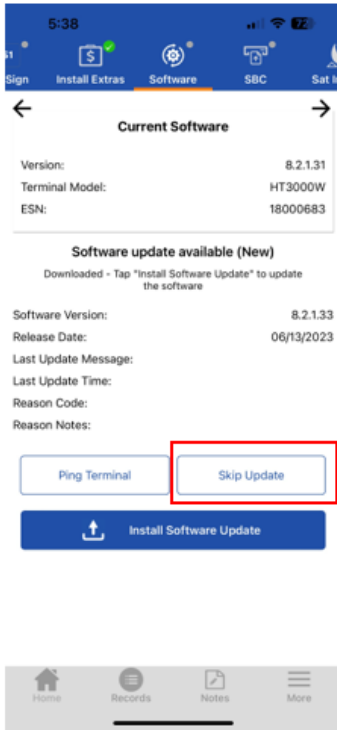 5:38
Sign Install Extras Software SBC Sat
Current Software
Version: 8.2.1.31
Terminal Model: HT3000W
ESN: 18000683
Software update available (New)
Downloaded - Tap "Install Software Update" to update
the software
Software Version: 8.2.1.33
Release Date: 06/13/2023
Last Update Message:
Last Update Time:
Reason Code:
Reason Notes:
Ping Terminal Skip Update
Install Software Update
Home Records Notes More